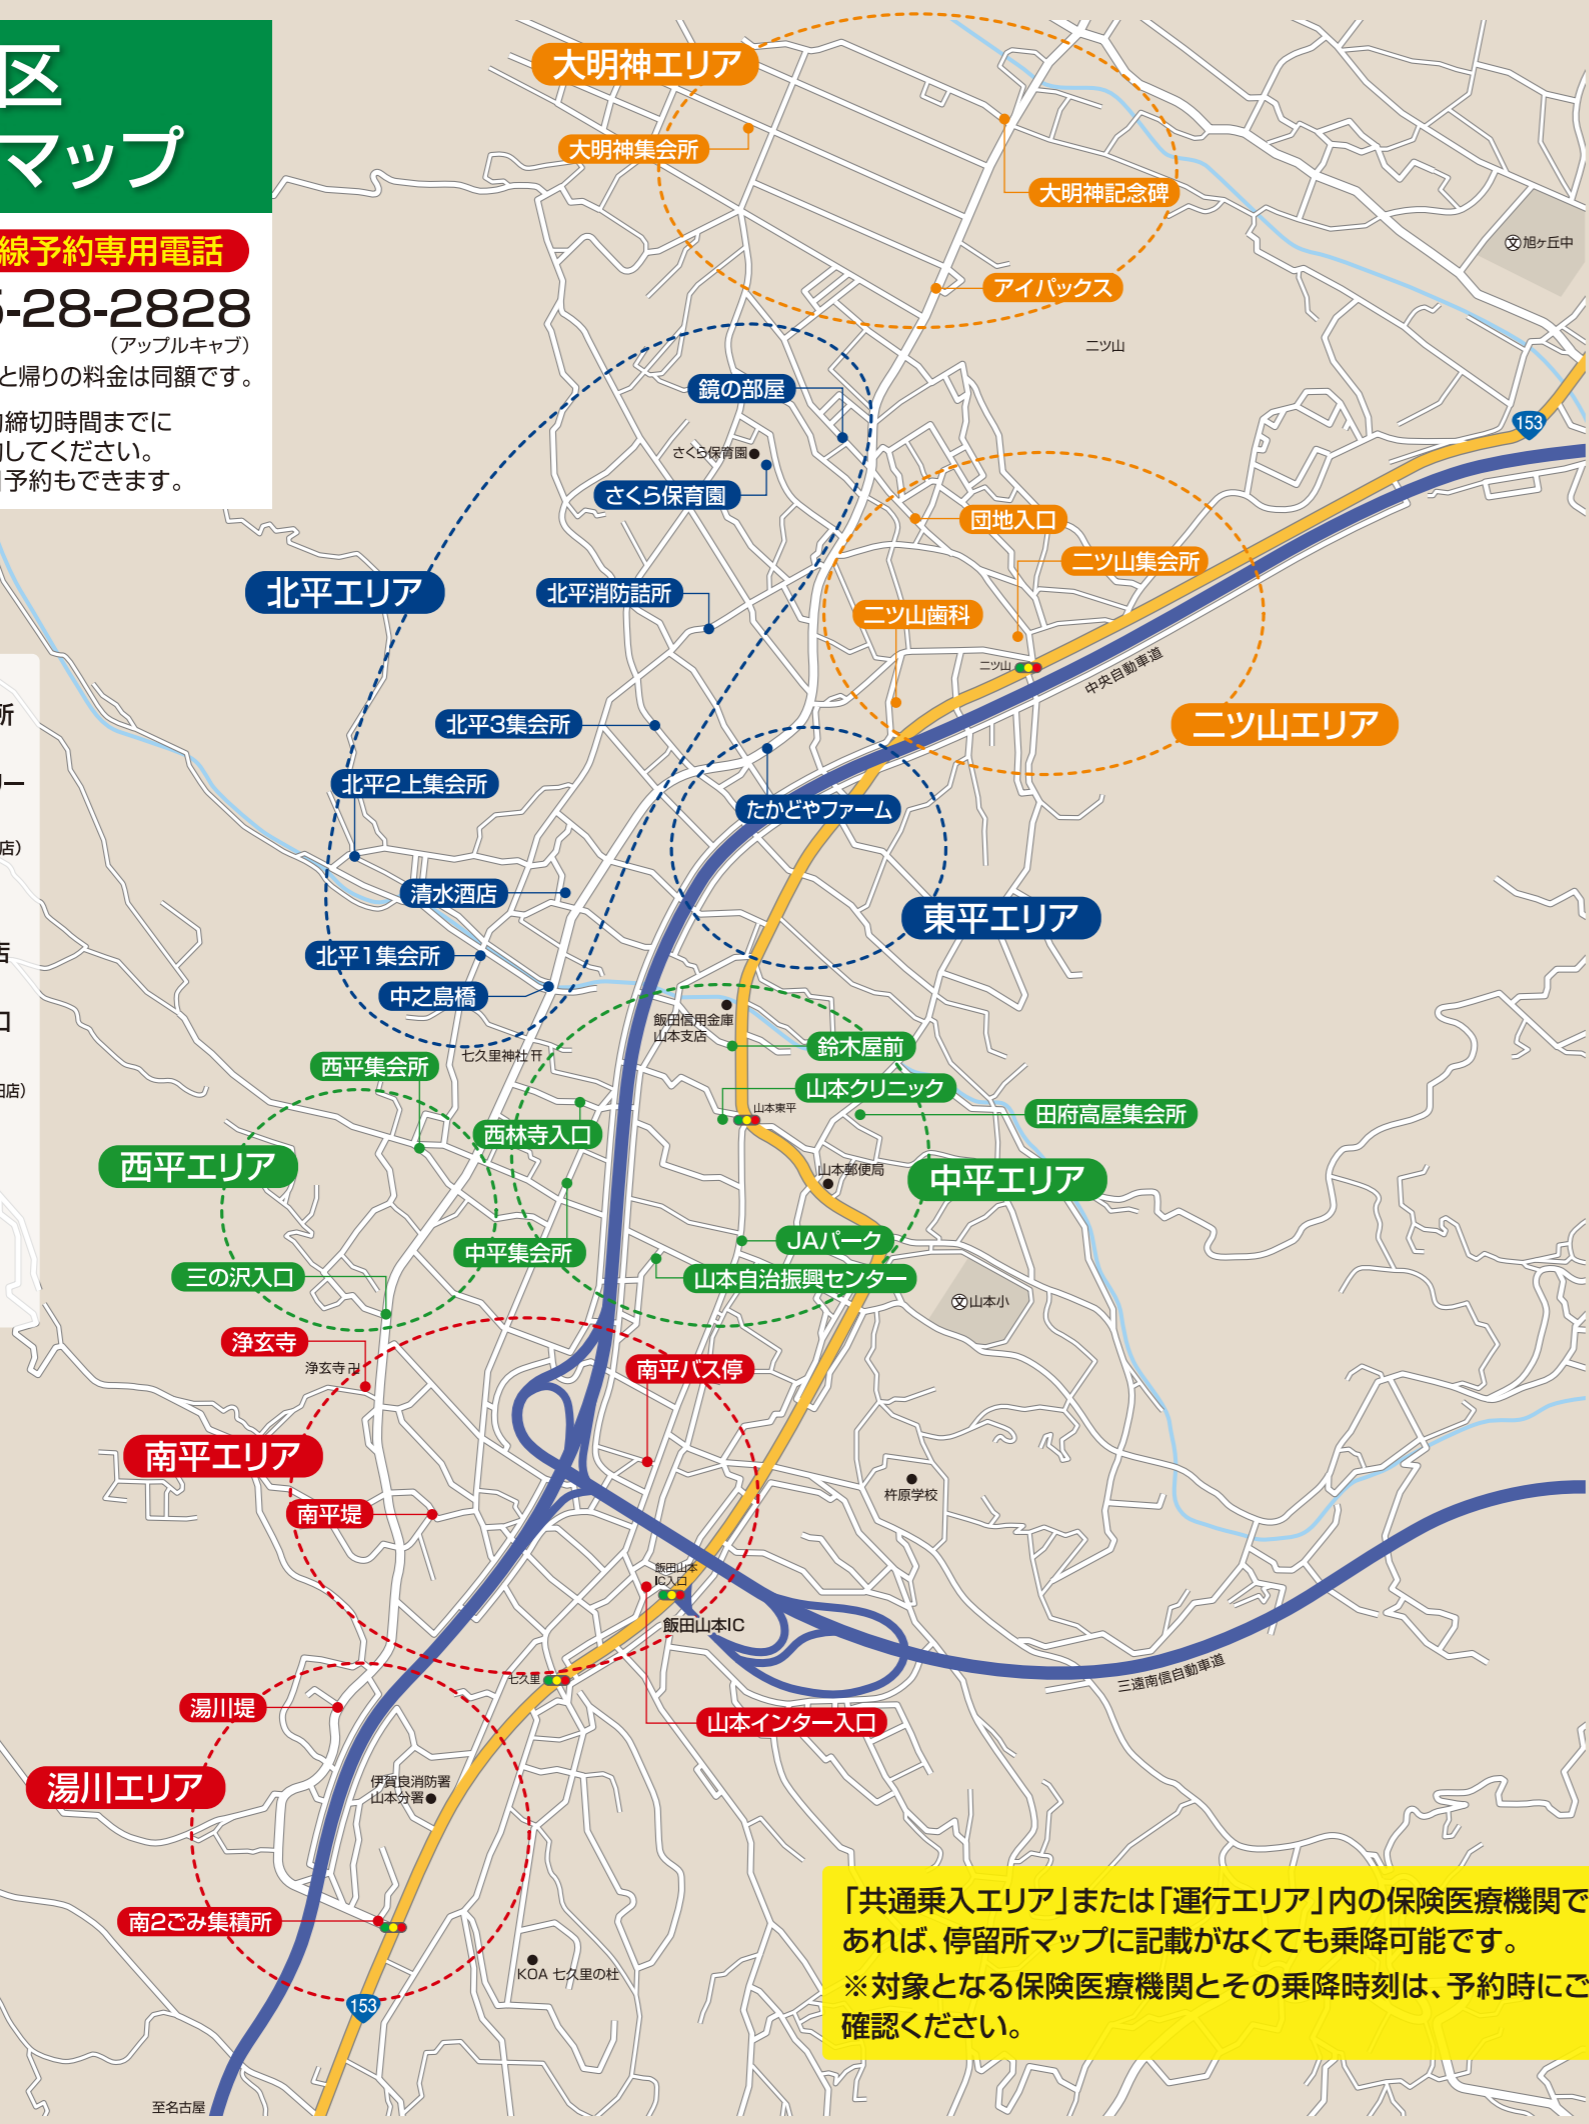 区
マップ
線予約専用電話
5-28-2828
（アップルキャブ）
と帰りの料金は同額です。
締切時間までに
してください。
予約もできます。
所
リー
店）
店
口
田店）
大明神エリア
大明神集会所
大明神記念碑
アイパックス
文 旭ヶ丘中
二ツ山
153
鏡の部屋
さくら保育園
さくら保育園
団地入口
二ツ山集会所
北平エリア
北平消防詰所
二ツ山歯科
二ツ山
中央自動車道
北平3集会所
二ツ山エリア
北平2上集会所
たかどやファーム
清水酒店
東平エリア
北平1集会所
中之島橋
飯田信用金庫
山本支店
七久里神社
鈴木屋前
西平集会所
山本クリニック
山本東平
田府高屋集会所
西林寺入口
西平エリア
山本郵便局
中平エリア
中平集会所
JAパーク
三の沢入口
山本自治振興センター
文 山本小
浄玄寺
浄玄寺卍
南平バス停
南平エリア
杵原学校
南平堤
飯田山本
IC入口
飯田山本IC
七久里
三遠南信自動車道
湯川堤
山本インター入口
湯川エリア
伊賀良消防署
山本分署
南2ごみ集積所
KOA 七久里の杜
153
至名古屋
「共通乗入エリア」または「運行エリア」内の保険医療機関で
あれば、停留所マップに記載がなくても乗降可能です。
※対象となる保険医療機関とその乗降時刻は、予約時にご
確認ください。